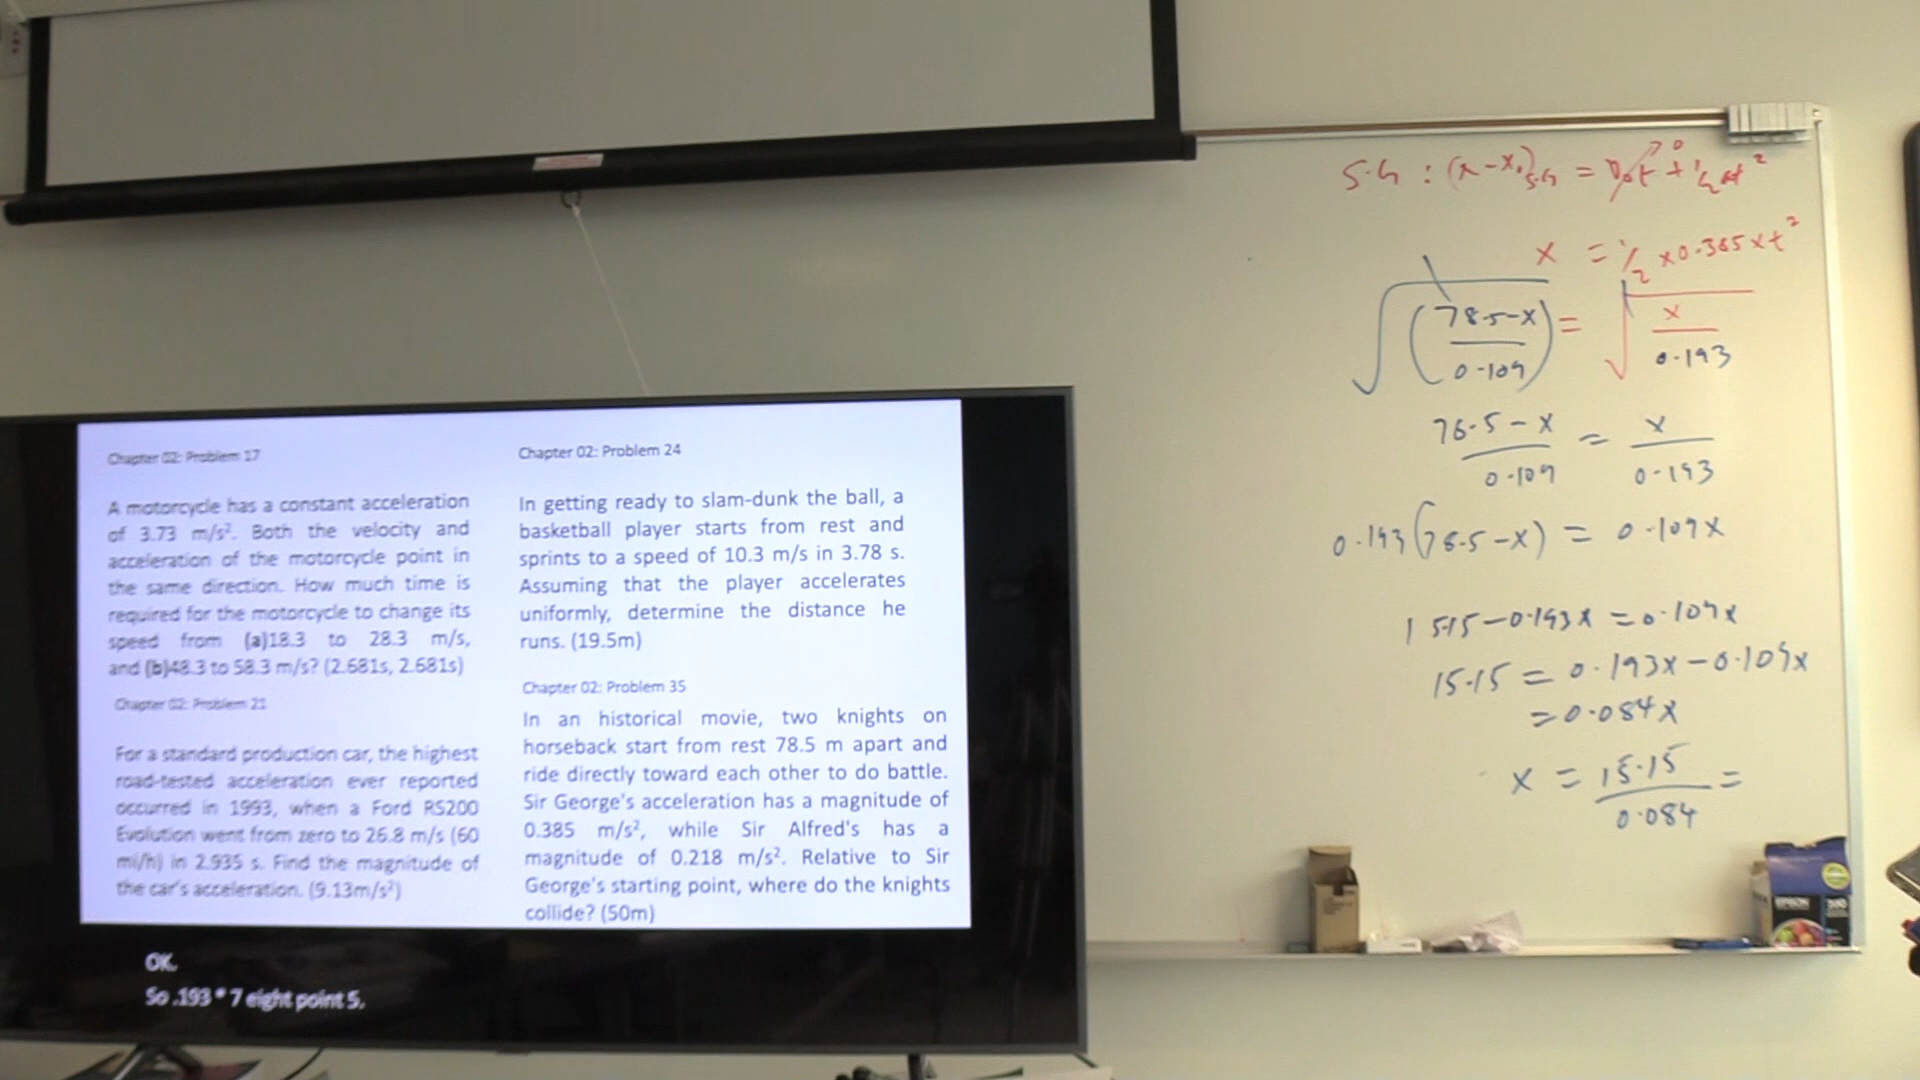 Chapter 02: Problem 17
A motorcycle has a constant acceleration
of 3.73 m/s². Both the velocity and
acceleration of the motorcycle point in
the same direction. How much time is
required for the motorcycle to change its
speed from (a)18.3 to 28.3 m/s,
and (b)48.3 to 58.3 m/s? (2.681s, 2.681s)
Chapter 02: Problem 21
For a standard production car, the highest
road-tested acceleration ever reported
occurred in 1993, when a Ford RS200
Evolution went from zero to 26.8 m/s (60
mi/h) in 2.935 s. Find the magnitude of
the car's acceleration. (9.13m/s²)
Chapter 02: Problem 24
In getting ready to slam-dunk the ball, a
basketball player starts from rest and
sprints to a speed of 10.3 m/s in 3.78 s.
Assuming that the player accelerates
uniformly, determine the distance he
runs. (19.5m)
Chapter 02: Problem 35
In an historical movie, two knights on
horseback start from rest 78.5 m apart and
ride directly toward each other to do battle.
Sir George's acceleration has a magnitude of
0.385 m/s², while Sir Alfred's has a
magnitude of 0.218 m/s². Relative to Sir
George's starting point, where do the knights
collide? (50m)
OK.
So .193 * 7 eight point 5.
S.G : (x-x₀)S.G = v₀t + ½at²
0
x = ½ x 0.385 x t²
√((78.5-x)/0.109) = √(x/0.193)
(78.5-x)/0.109 = x/0.193
0.193(78.5-x) = 0.109x
15.15-0.193x = 0.109x
15.15 = 0.193x-0.109x
= 0.084x
x = 15.15/0.084 =
EPSON